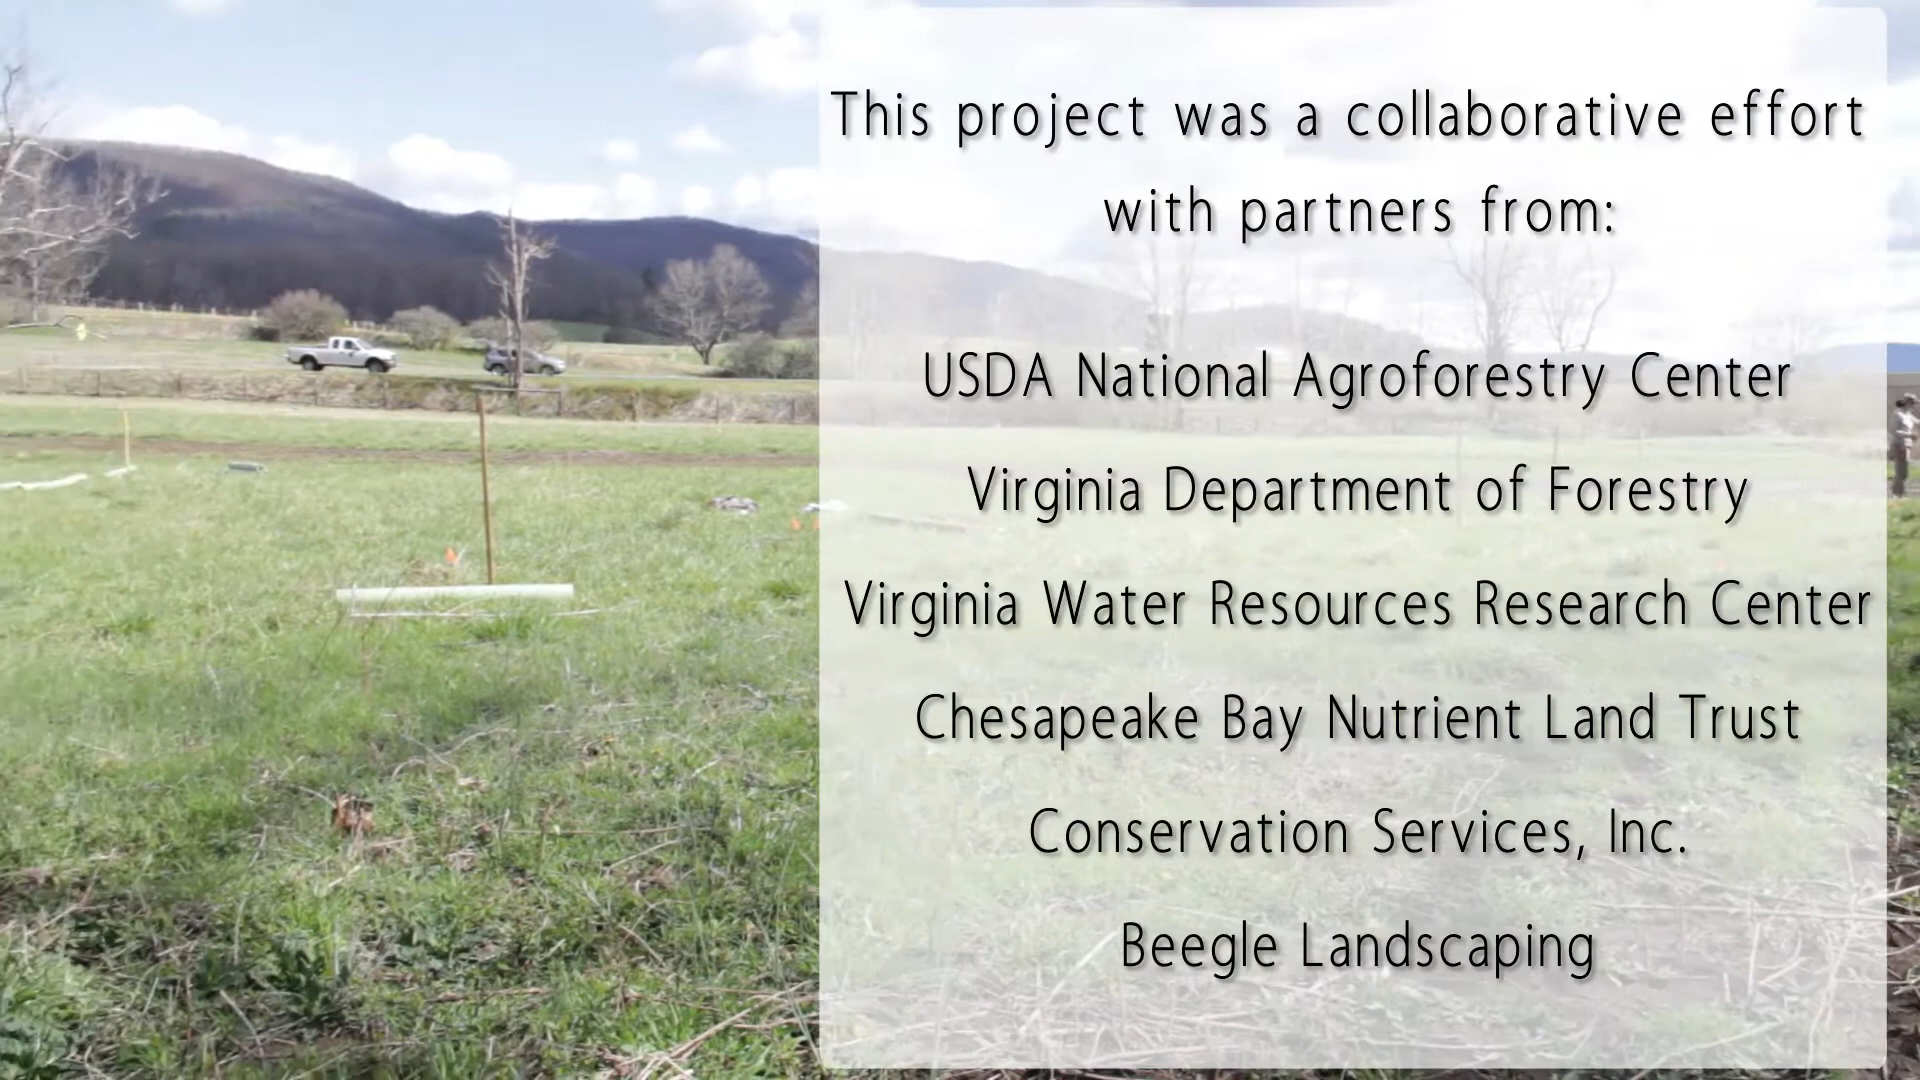 This project was a collaborative effort
with partners from:
USDA National Agroforestry Center
Virginia Department of Forestry
Virginia Water Resources Research Center
Chesapeake Bay Nutrient Land Trust
Conservation Services, Inc.
Beegle Landscaping